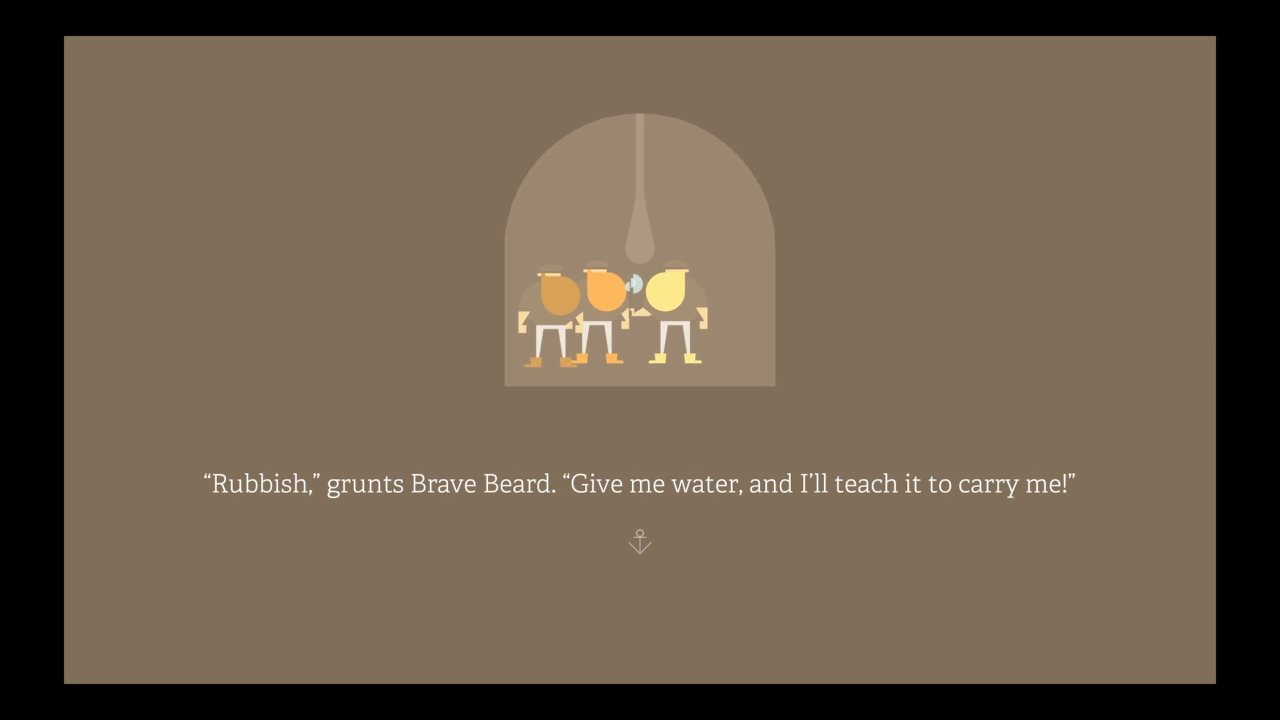 “Rubbish,” grunts Brave Beard. “Give me water, and I’ll teach it to carry me!”